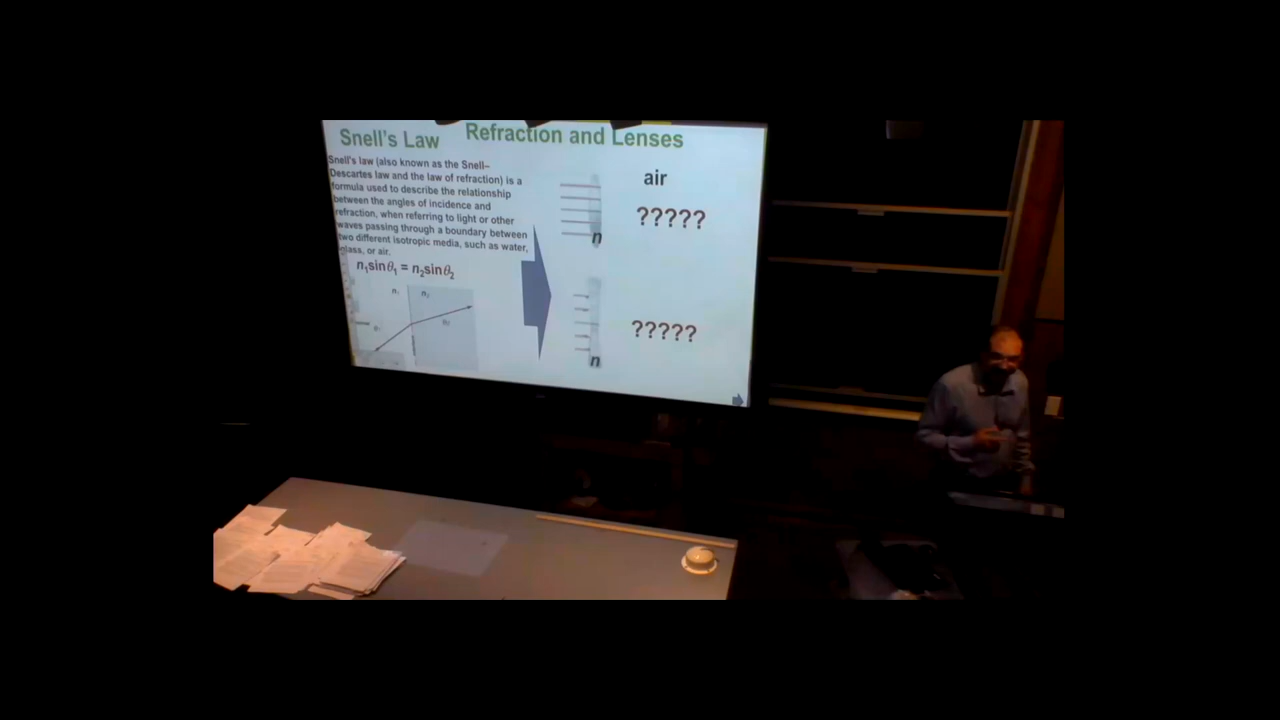 Snell's Law
Refraction and Lenses
Snell's law (also known as the Snell–
Descartes law and the law of refraction) is a
formula used to describe the relationship
between the angles of incidence and
refraction, when referring to light or other
waves passing through a boundary between
two different isotropic media, such as water,
glass, or air.
n₁sinθ₁ = n₂sinθ₂
n₁
n₂
θ₂
air
?????
n
?????
n